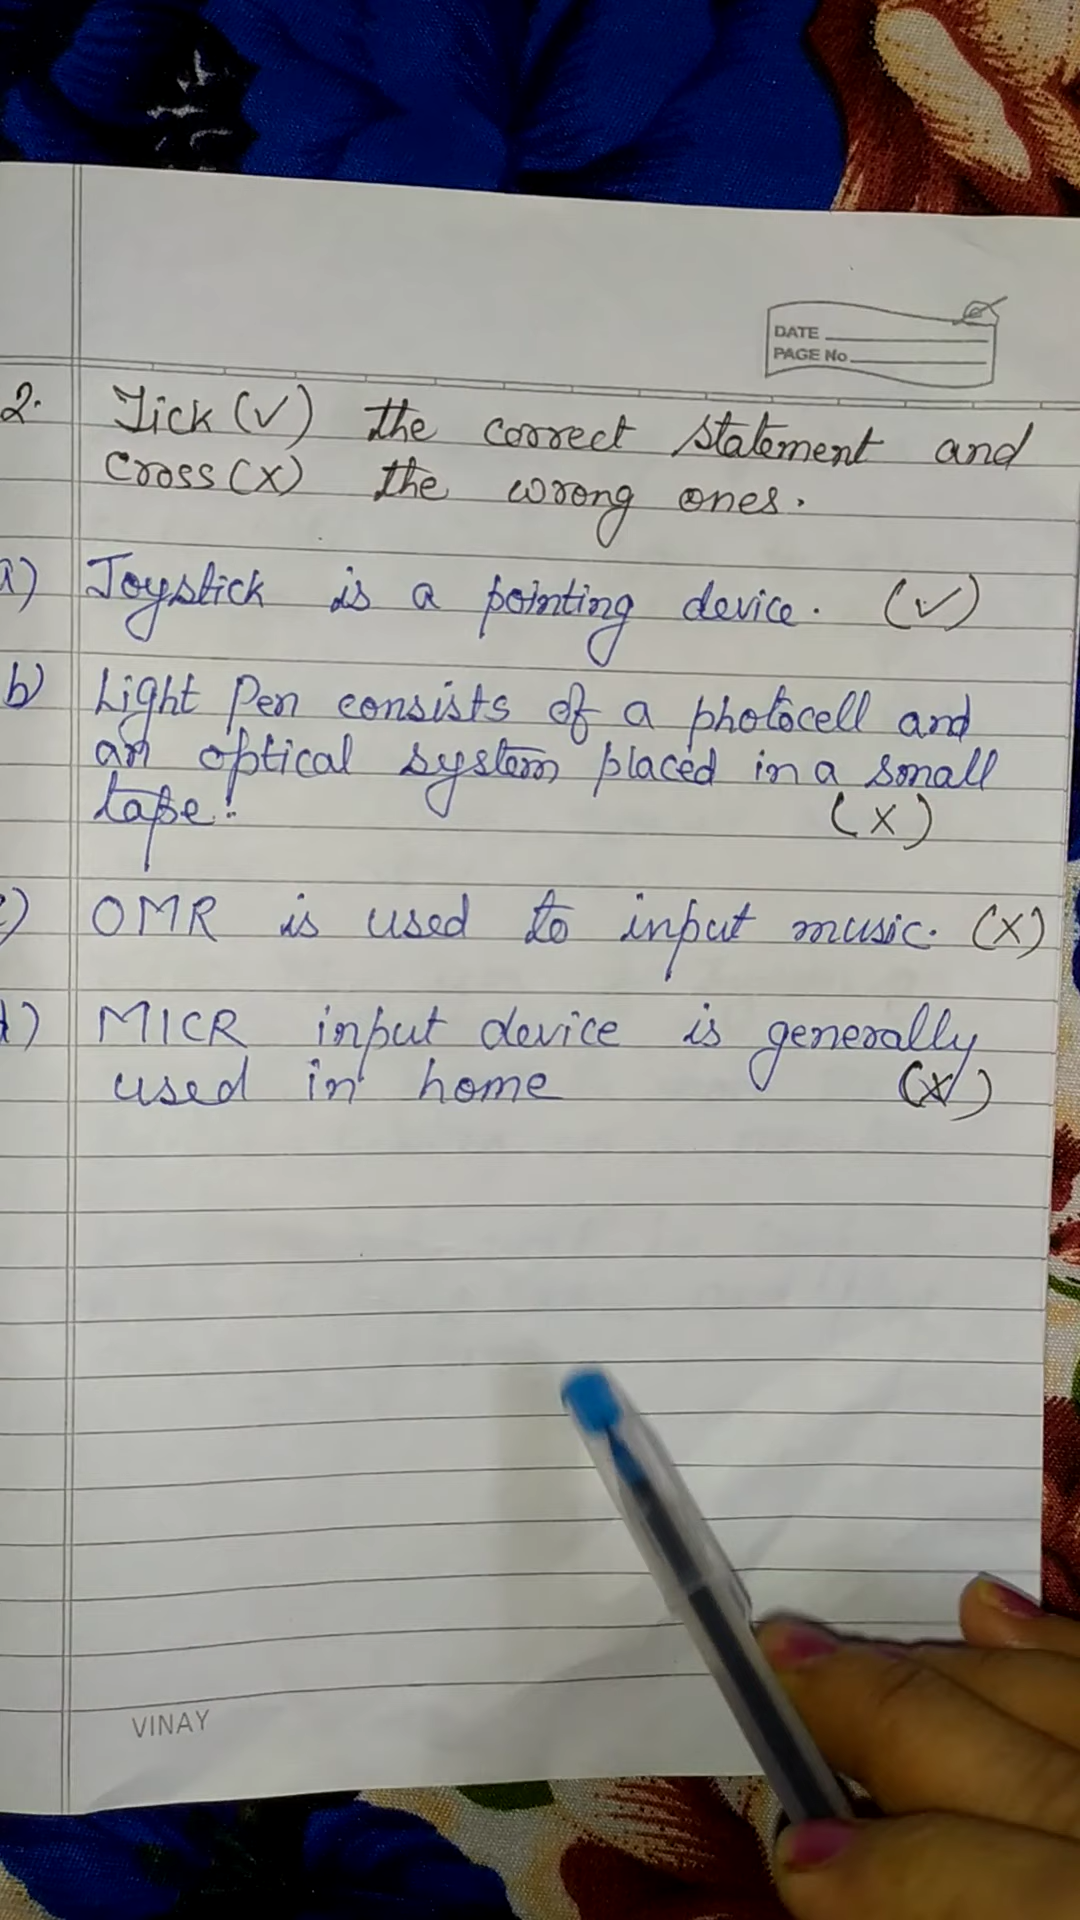 DATE
PAGE No
2. Tick (✓) the correct statement and
Cross (X) the wrong ones.
a) Joystick is a pointing device. (✓)
b) Light Pen consists of a photocell and
an optical system placed in a small
tape. (X)
c) OMR is used to input music. (X)
d) MICR input device is generally
used in home (X)
VINAY